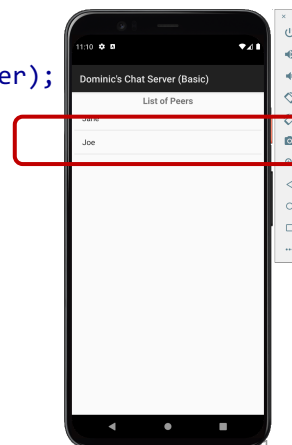 er);
11:10
Dominic's Chat Server (Basic)
List of Peers
Jane
Joe